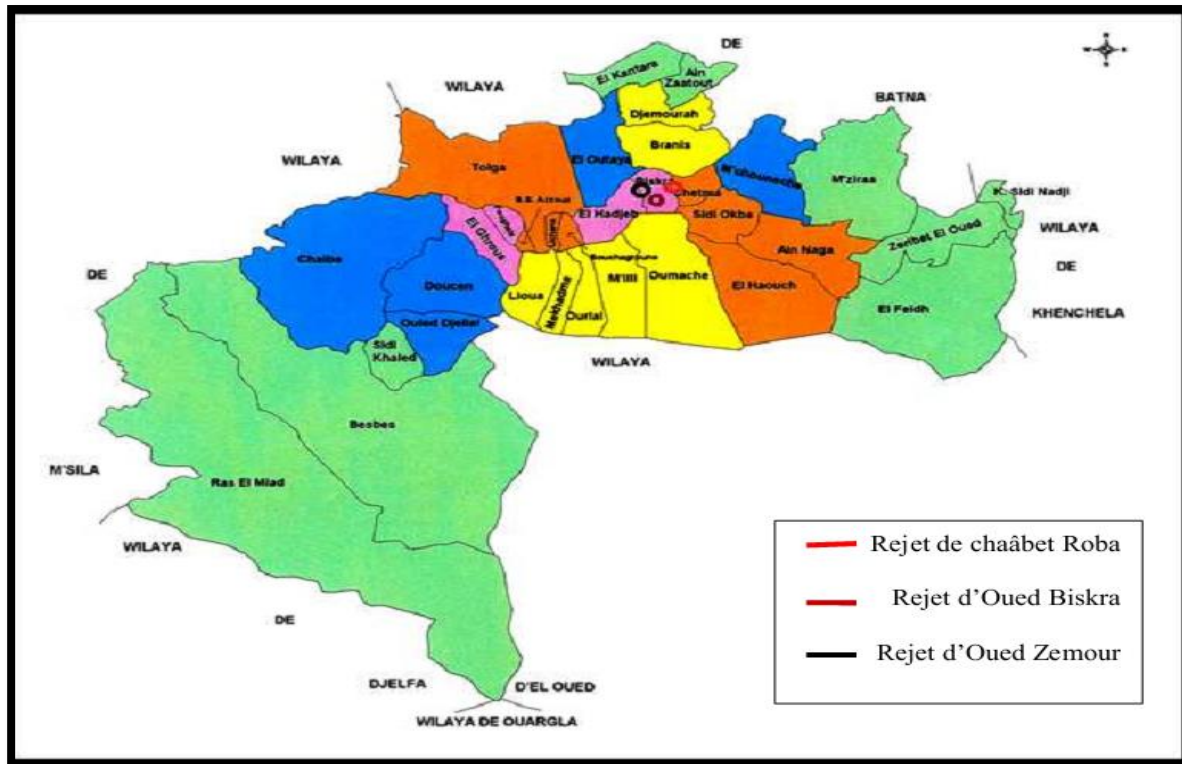 DE
WILAYA
BATNA
El Kantara
Ain
Zaatout
Djemourah
Branis
El Outaya
WILAYA
Tolga
M'ziraa
K. Sidi Nadji
Biskra
Chetma
El Hadjeb
Sidi Okba
Zeribet El Ouad
WILAYA
El Ghrous
Ain Naga
DE
Chaiba
Doucen
Lioua
M'lili
Oumache
El Haouch
DE
Ourlal
El Feidh
KHENCHELA
Ouled Djellal
Sidi
Khaled
WILAYA
Besbes
M'SILA
Ras El Miad
WILAYA
DE
DJELFA
D'EL OUED
WILAYA DE OUARGLA
Rejet de chaâbet Roba
Rejet d'Oued Biskra
Rejet d'Oued Zemour